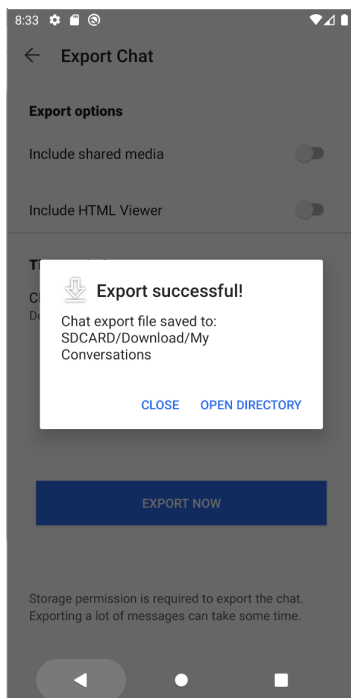 8:33
Export Chat
Export options
Include shared media
Include HTML Viewer
Export successful!
Chat export file saved to:
SDCARD/Download/My
Conversations
CLOSE OPEN DIRECTORY
EXPORT NOW
Storage permission is required to export the chat.
Exporting a lot of messages can take some time.